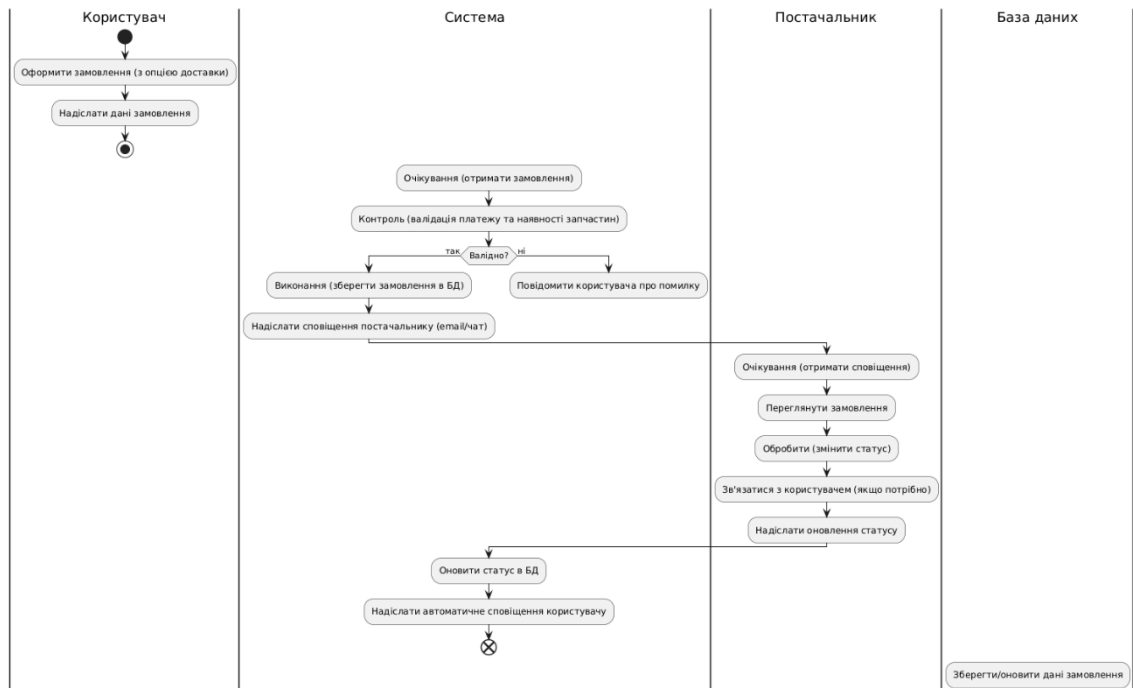 Користувач
Система
Постачальник
База даних
Оформити замовлення (з опцією доставки)
Надіслати дані замовлення
Очікування (отримати замовлення)
Контроль (валідація платежу та наявності запчастин)
так
Валідно?
ні
Виконання (зберегти замовлення в БД)
Повідомити користувача про помилку
Надіслати сповіщення постачальнику (email/чат)
Очікування (отримати сповіщення)
Переглянути замовлення
Обробити (змінити статус)
Зв'язатися з користувачем (якщо потрібно)
Надіслати оновлення статусу
Оновити статус в БД
Надіслати автоматичне сповіщення користувачу
Зберегти/оновити дані замовлення